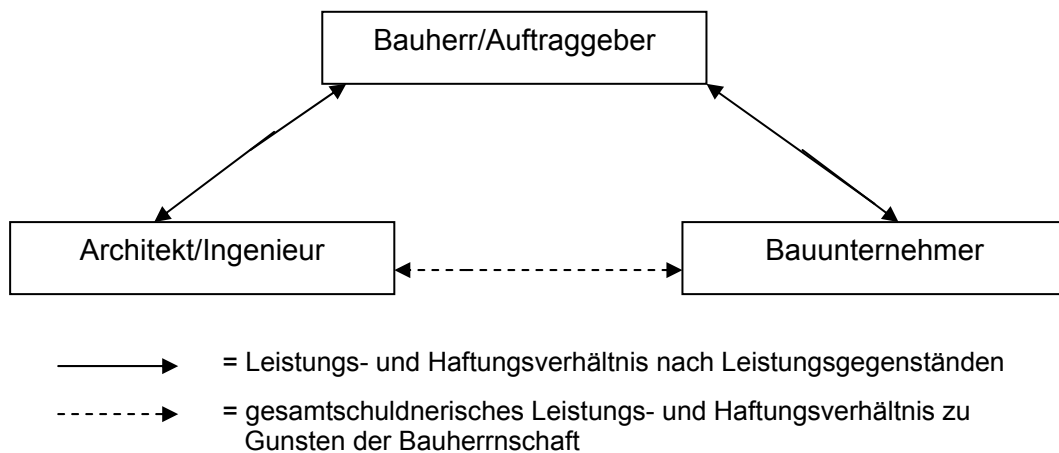 Bauherr/Auftraggeber
Architekt/Ingenieur
Bauunternehmer
= Leistungs- und Haftungsverhältnis nach Leistungsgegenständen
= gesamtschuldnerisches Leistungs- und Haftungsverhältnis zu
Gunsten der Bauherrnschaft